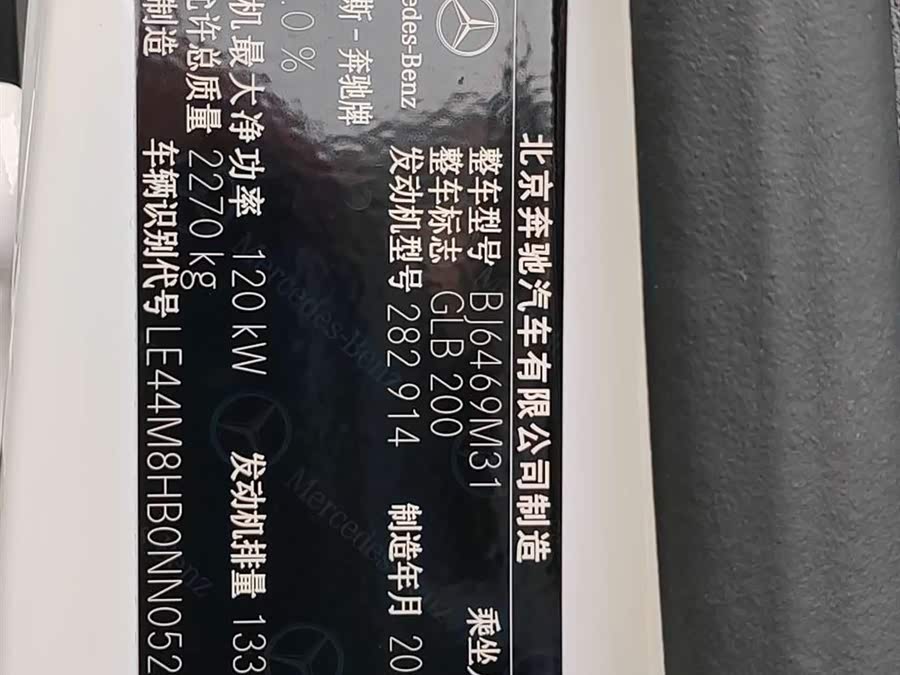 北京奔驰汽车有限公司制造
Mercedes-Benz
整车型号 BJ6469M31 乘坐
整车标志 GLB 200
斯-奔驰牌 发动机型号 282 914 制造年月 20
.0 %
机最大净功率 120 kW 发动机排量 133
允许总质量 2270 kg
制造 车辆识别代号 LE44M8HB0NN052